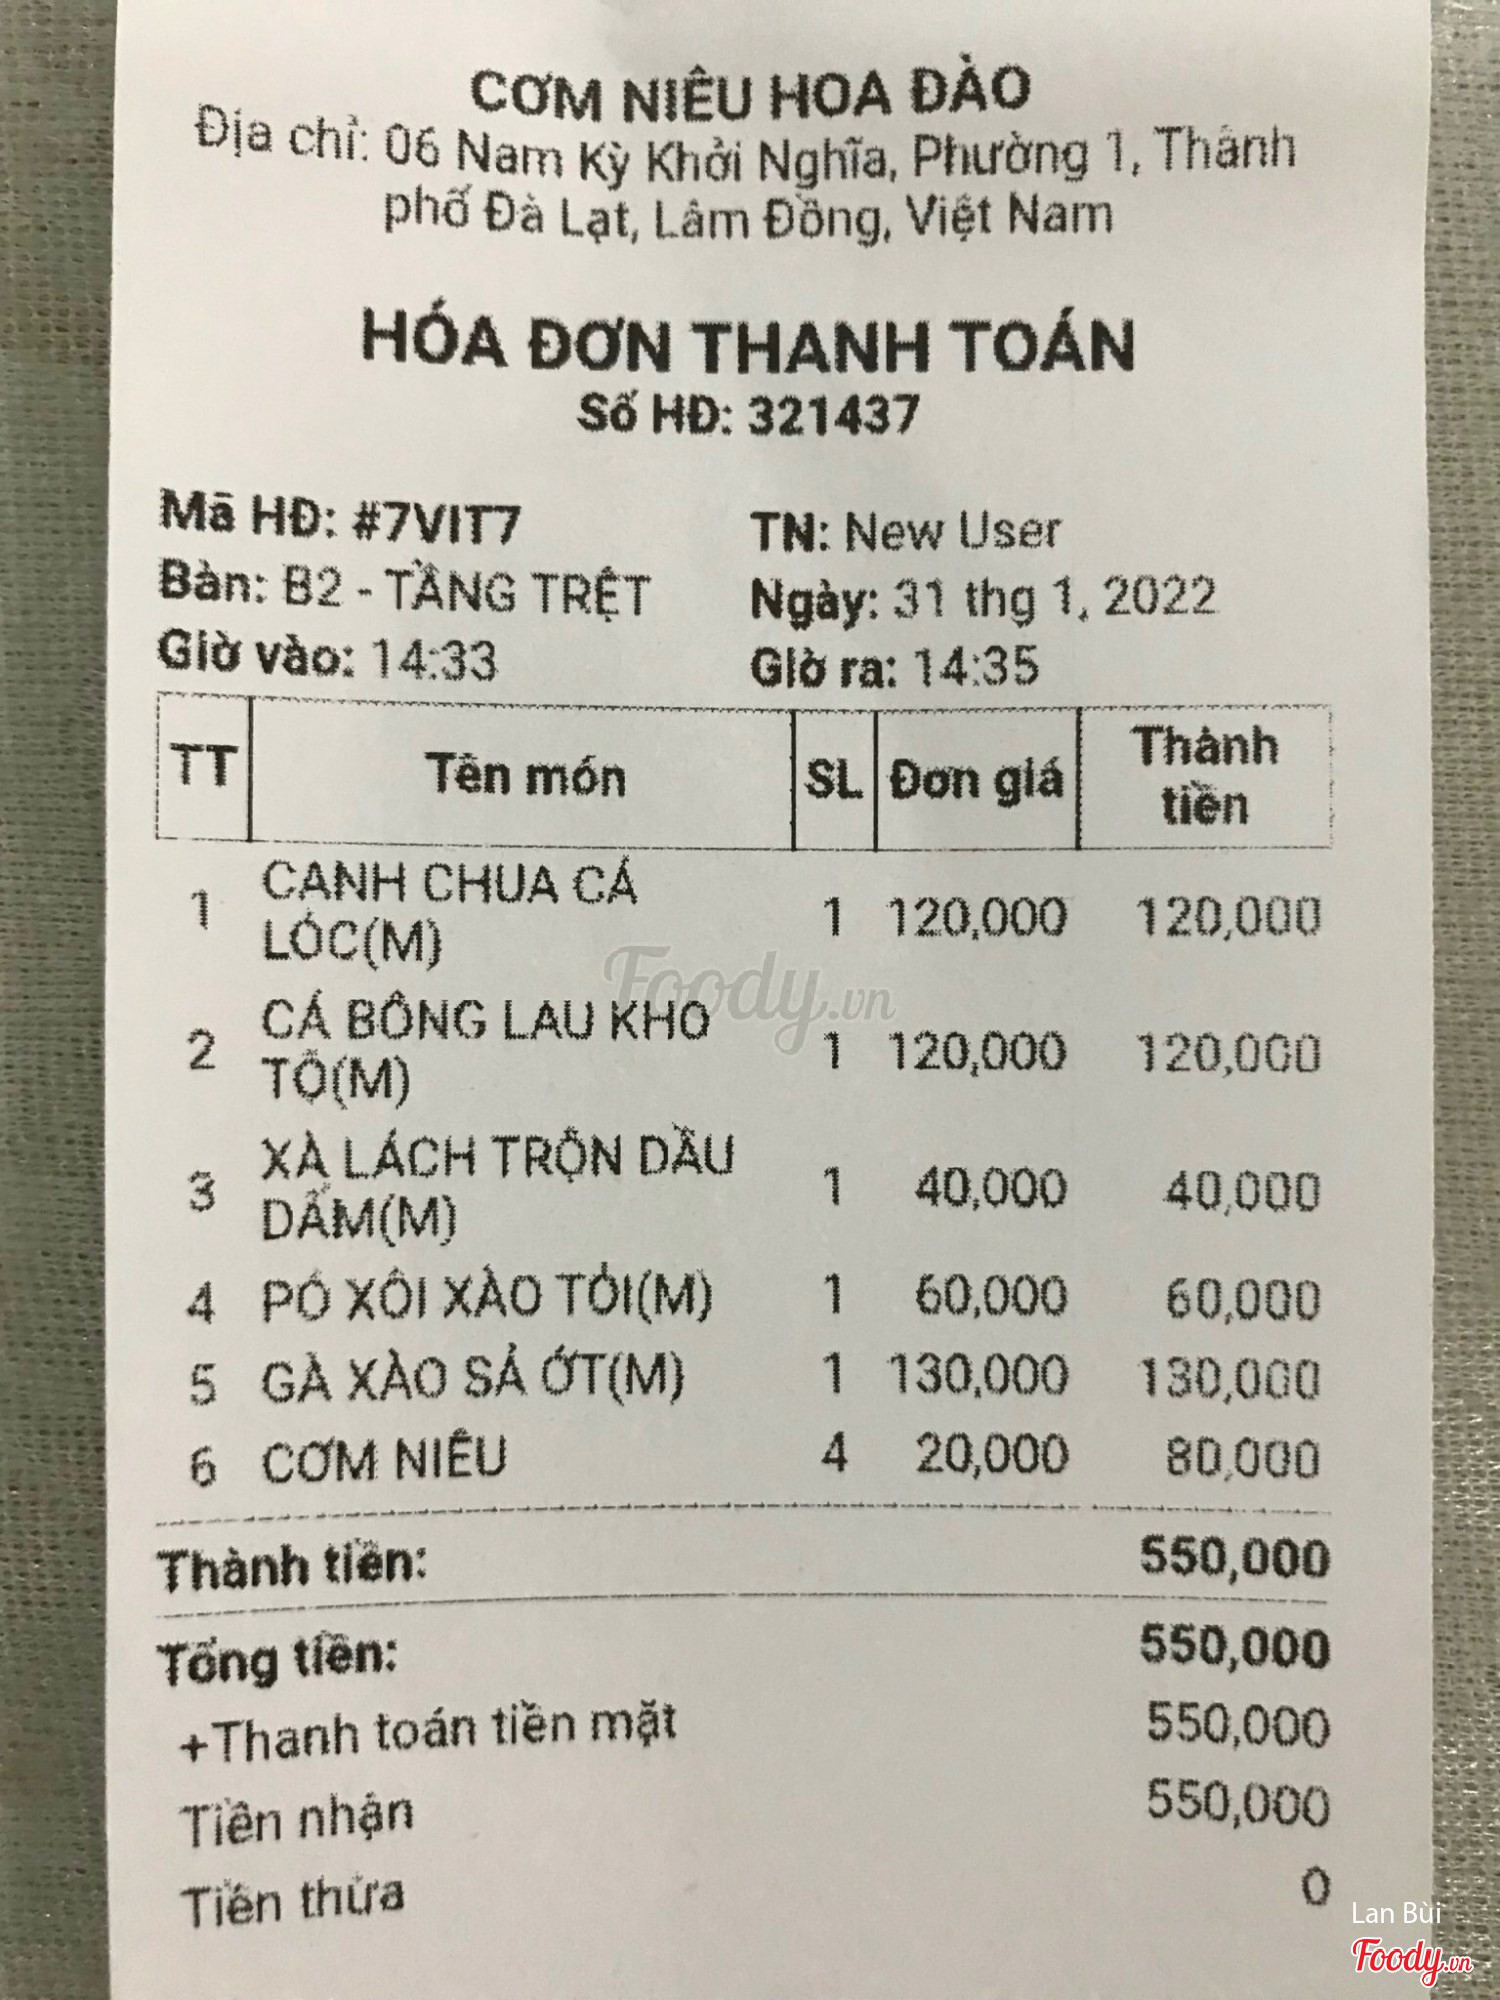 CƠM NIÊU HOA ĐÀO
Địa chỉ: 06 Nam Kỳ Khởi Nghĩa, Phường 1, Thành
phố Đà Lạt, Lâm Đồng, Việt Nam
HÓA ĐƠN THANH TOÁN
Số HĐ: 321437
Mã HĐ: #7VIT7 TN: New User
Bàn: B2 - TẦNG TRỆT Ngày: 31 thg 1, 2022
Giờ vào: 14:33 Giờ ra: 14:35
TT Tên món SL Đơn giá Thành tiền
1 CANH CHUA CÁ
LÓC(M) 1 120,000 120,000
2 CÁ BÔNG LAU KHO
TỘ(M) 1 120,000 120,000
3 XÀ LÁCH TRỘN DẦU
DẤM(M) 1 40,000 40,000
4 PÓ XÔI XÀO TỎI(M) 1 60,000 60,000
5 GÀ XÀO SẢ ỚT(M) 1 130,000 130,000
6 CƠM NIÊU 4 20,000 80,000
Thành tiền: 550,000
Tổng tiền: 550,000
+Thanh toán tiền mặt 550,000
Tiền nhận 550,000
Tiền thừa 0
Foody.vn
Lan Bùi
Foody.vn